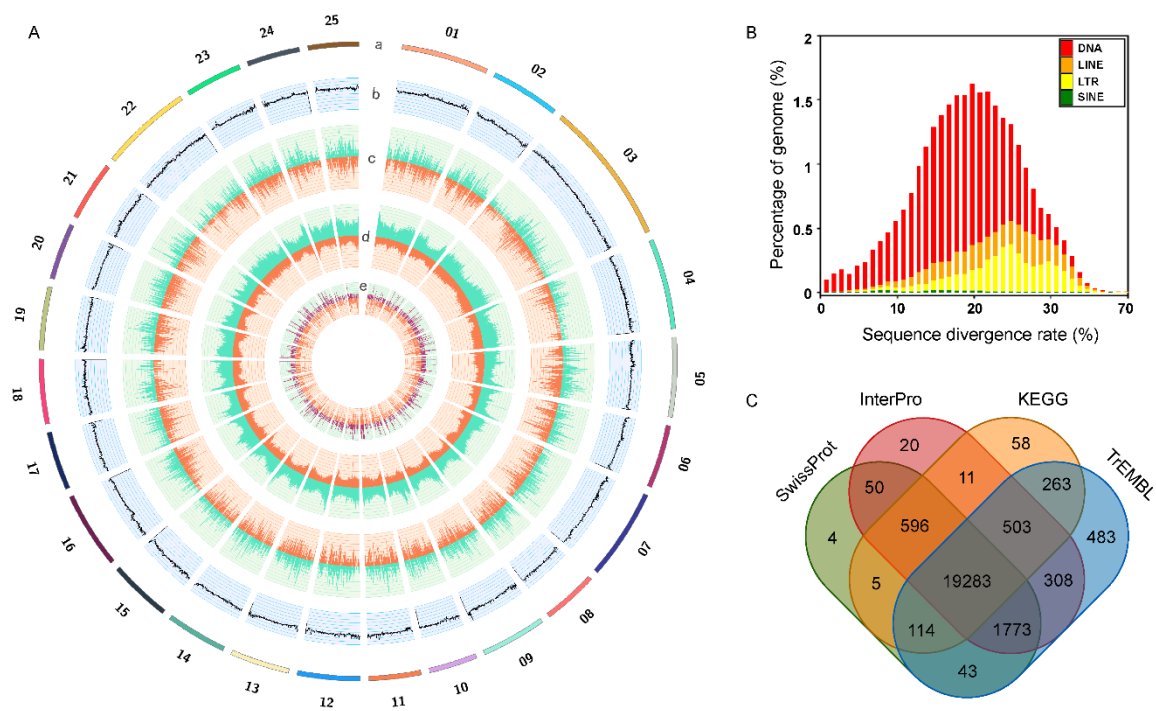 A
01
02
03
04
05
06
07
08
09
10
11
12
13
14
15
16
17
18
19
20
21
22
23
24
25
a
b
c
d
e
B
Percentage of genome (%)
2
1.5
1
0.5
0
0
10
20
30
70
Sequence divergence rate (%)
DNA
LINE
LTR
SINE
C
InterPro
KEGG
SwissProt
TrEMBL
20
58
50
11
263
4
596
503
483
5
19283
308
114
1773
43